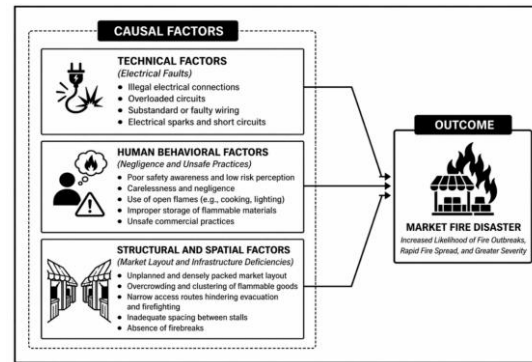 CAUSAL FACTORS
TECHNICAL FACTORS
(Electrical Faults)
• Illegal electrical connections
• Overloaded circuits
• Substandard or faulty wiring
• Electrical sparks and short circuits
HUMAN BEHAVIORAL FACTORS
(Negligence and Unsafe Practices)
• Poor safety awareness and low risk perception
• Carelessness and negligence
• Use of open flames (e.g., cooking, lighting)
• Improper storage of flammable materials
• Unsafe commercial practices
STRUCTURAL AND SPATIAL FACTORS
(Market Layout and Infrastructure Deficiencies)
• Unplanned and densely packed market layout
• Overcrowding and clustering of flammable goods
• Narrow access routes hindering evacuation
and firefighting
• Inadequate spacing between stalls
• Absence of firebreaks
OUTCOME
MARKET FIRE DISASTER
Increased Likelihood of Fire Outbreaks,
Rapid Fire Spread, and Greater Severity